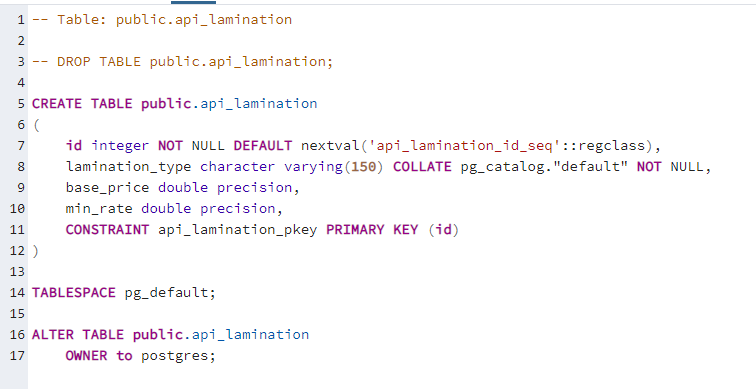 1 -- Table: public.api_lamination
2
3 -- DROP TABLE public.api_lamination;
4
5 CREATE TABLE public.api_lamination
6 (
7     id integer NOT NULL DEFAULT nextval('api_lamination_id_seq'::regclass),
8     lamination_type character varying(150) COLLATE pg_catalog."default" NOT NULL,
9     base_price double precision,
10     min_rate double precision,
11     CONSTRAINT api_lamination_pkey PRIMARY KEY (id)
12 )
13
14 TABLESPACE pg_default;
15
16 ALTER TABLE public.api_lamination
17     OWNER to postgres;